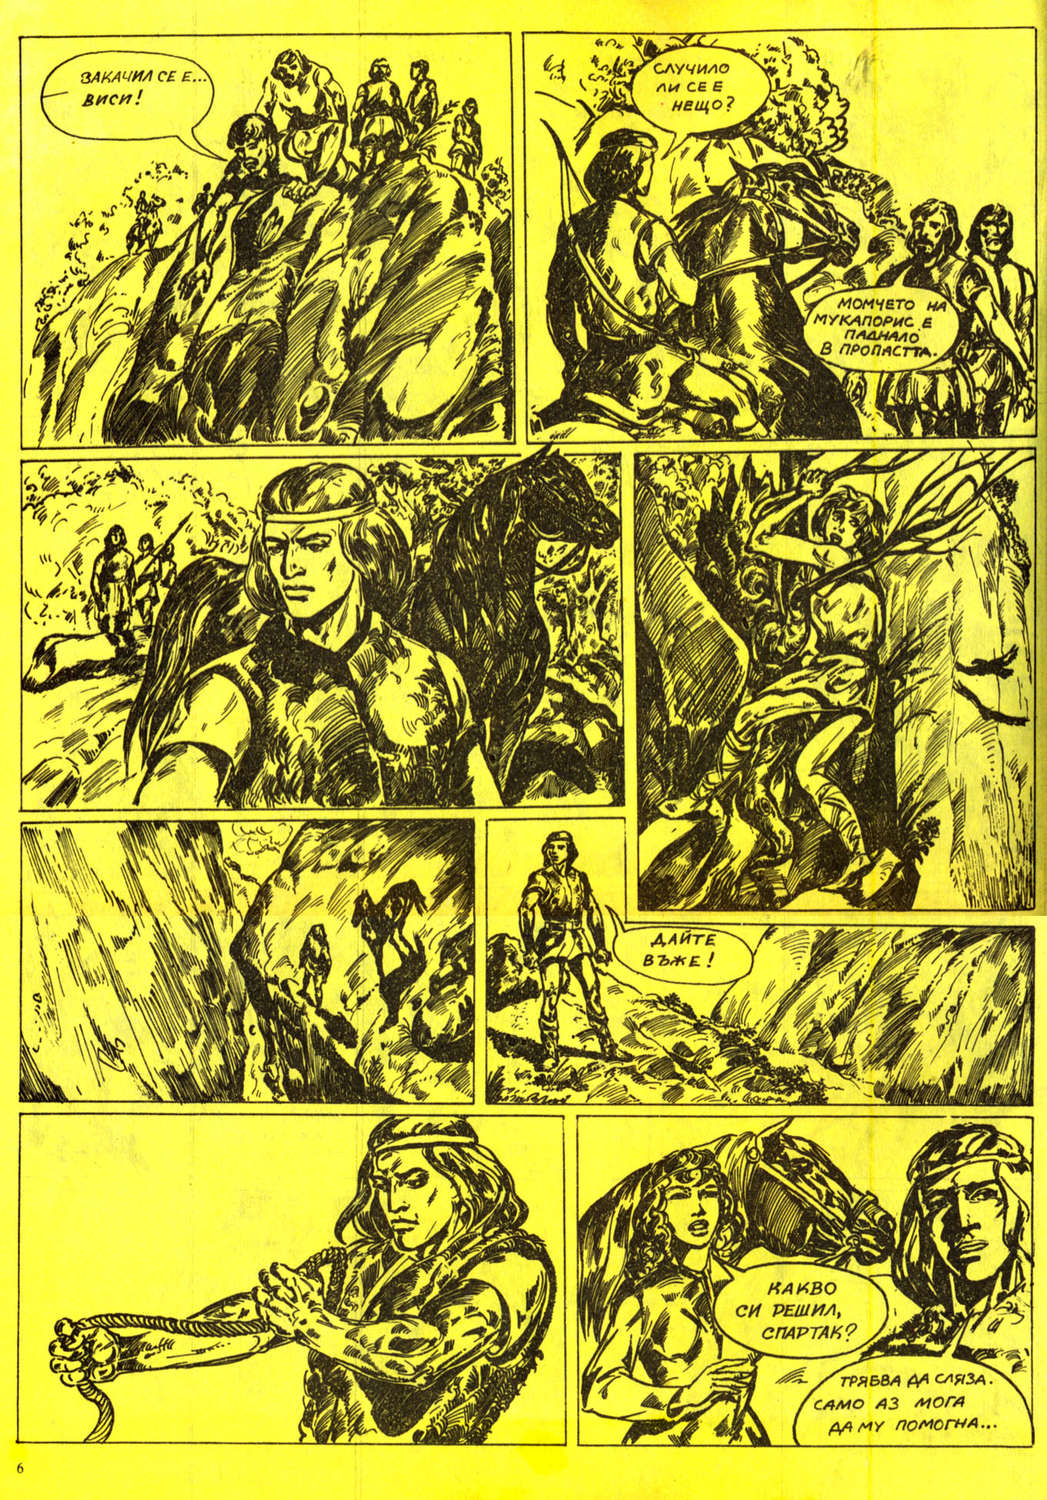 ЗАКАЧИЛ СЕ Е...
ВИСИ!
СЛУЧИЛО
ЛИ СЕ Е
НЕЩО?
МОМЧЕТО НА
МУКАПОРИС Е
ПАДНАЛО
В ПРОПАСТТА.
ДАЙТЕ
ВЪЖЕ!
КАКВО
СИ РЕШИЛ,
СПАРТАК?
ТРЯБВА ДА СЛЯЗА.
САМО АЗ МОГА
ДА МУ ПОМОГНА...
6